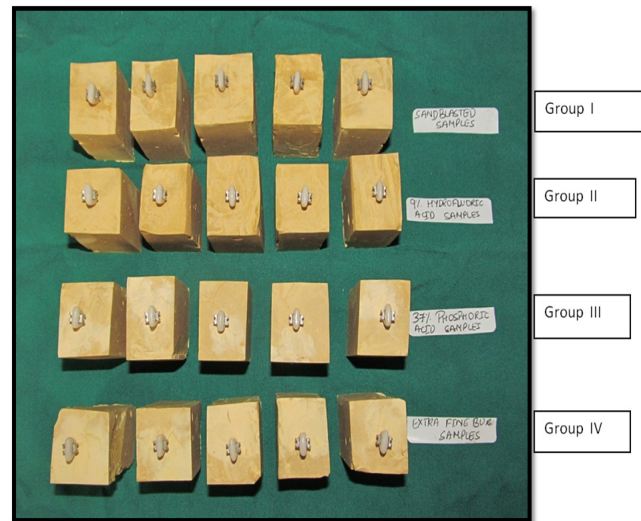 SANDBLASTED
SAMPLES
Group I
9% HYDROFLUORIC
ACID SAMPLES
Group II
37% PHOSPHORIC
ACID SAMPLES
Group III
EXTRA FINE BUR
SAMPLES
Group IV